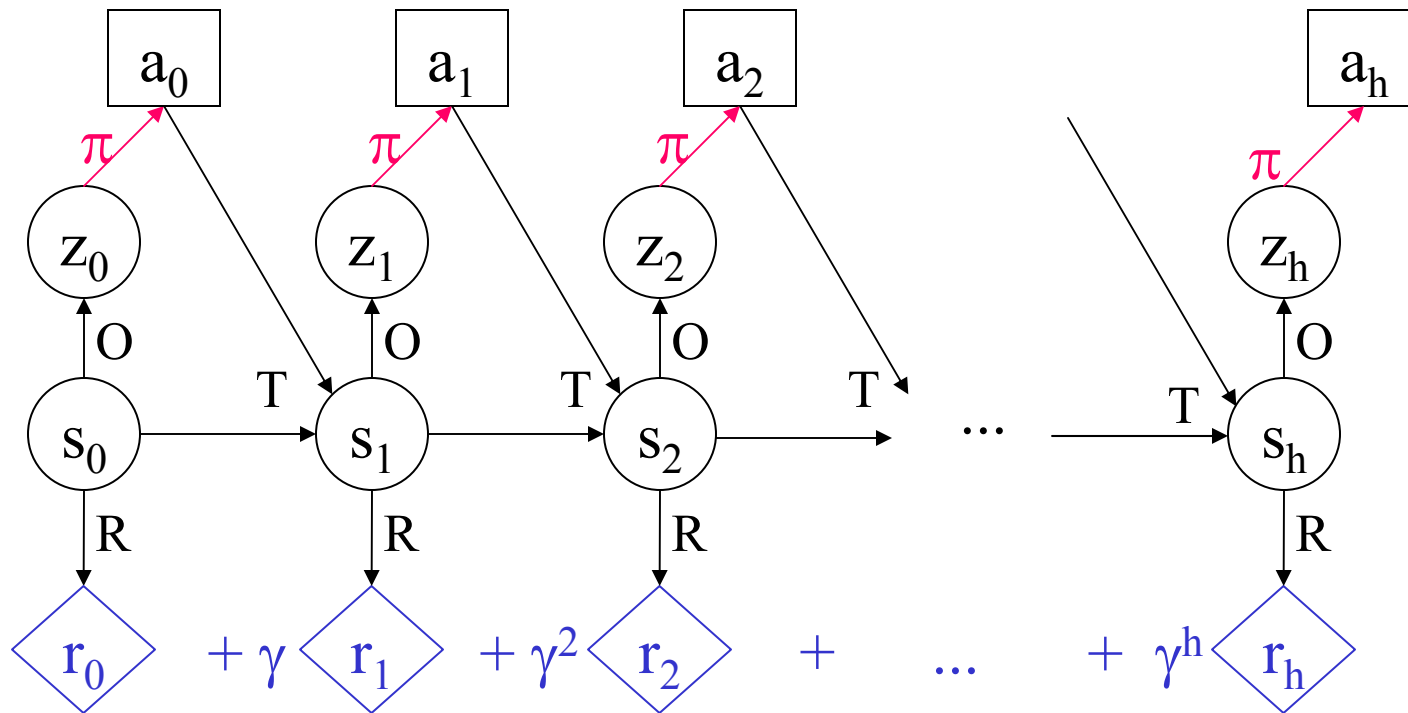 a₀ a₁ a₂ aₕ
π π π π
z₀ z₁ z₂ zₕ
O O O O
T T T T
s₀ s₁ s₂ ... sₕ
R R R R
r₀ + γ r₁ + γ² r₂ + ... + γʰ rₕ